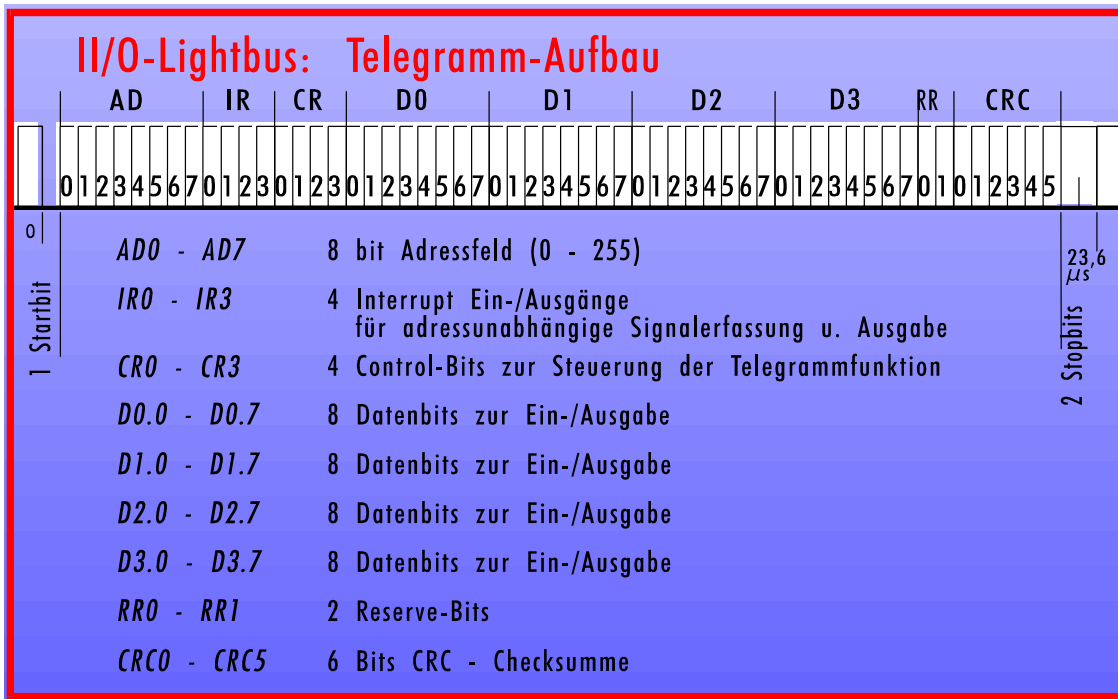 II/O-Lightbus: Telegramm-Aufbau
AD IR CR D0 D1 D2 D3 RR CRC
0 1 2 3 4 5 6 7 0 1 2 3 0 1 2 3 0 1 2 3 4 5 6 7 0 1 2 3 4 5 6 7 0 1 2 3 4 5 6 7 0 1 2 3 4 5 6 7 0 1 0 1 2 3 4 5
0
1 Startbit
23,6
µs
2 Stopbits
AD0 - AD7 8 bit Adressfeld (0 - 255)
IR0 - IR3 4 Interrupt Ein-/Ausgänge
für adressunabhängige Signalerfassung u. Ausgabe
CR0 - CR3 4 Control-Bits zur Steuerung der Telegrammfunktion
D0.0 - D0.7 8 Datenbits zur Ein-/Ausgabe
D1.0 - D1.7 8 Datenbits zur Ein-/Ausgabe
D2.0 - D2.7 8 Datenbits zur Ein-/Ausgabe
D3.0 - D3.7 8 Datenbits zur Ein-/Ausgabe
RR0 - RR1 2 Reserve-Bits
CRC0 - CRC5 6 Bits CRC - Checksumme